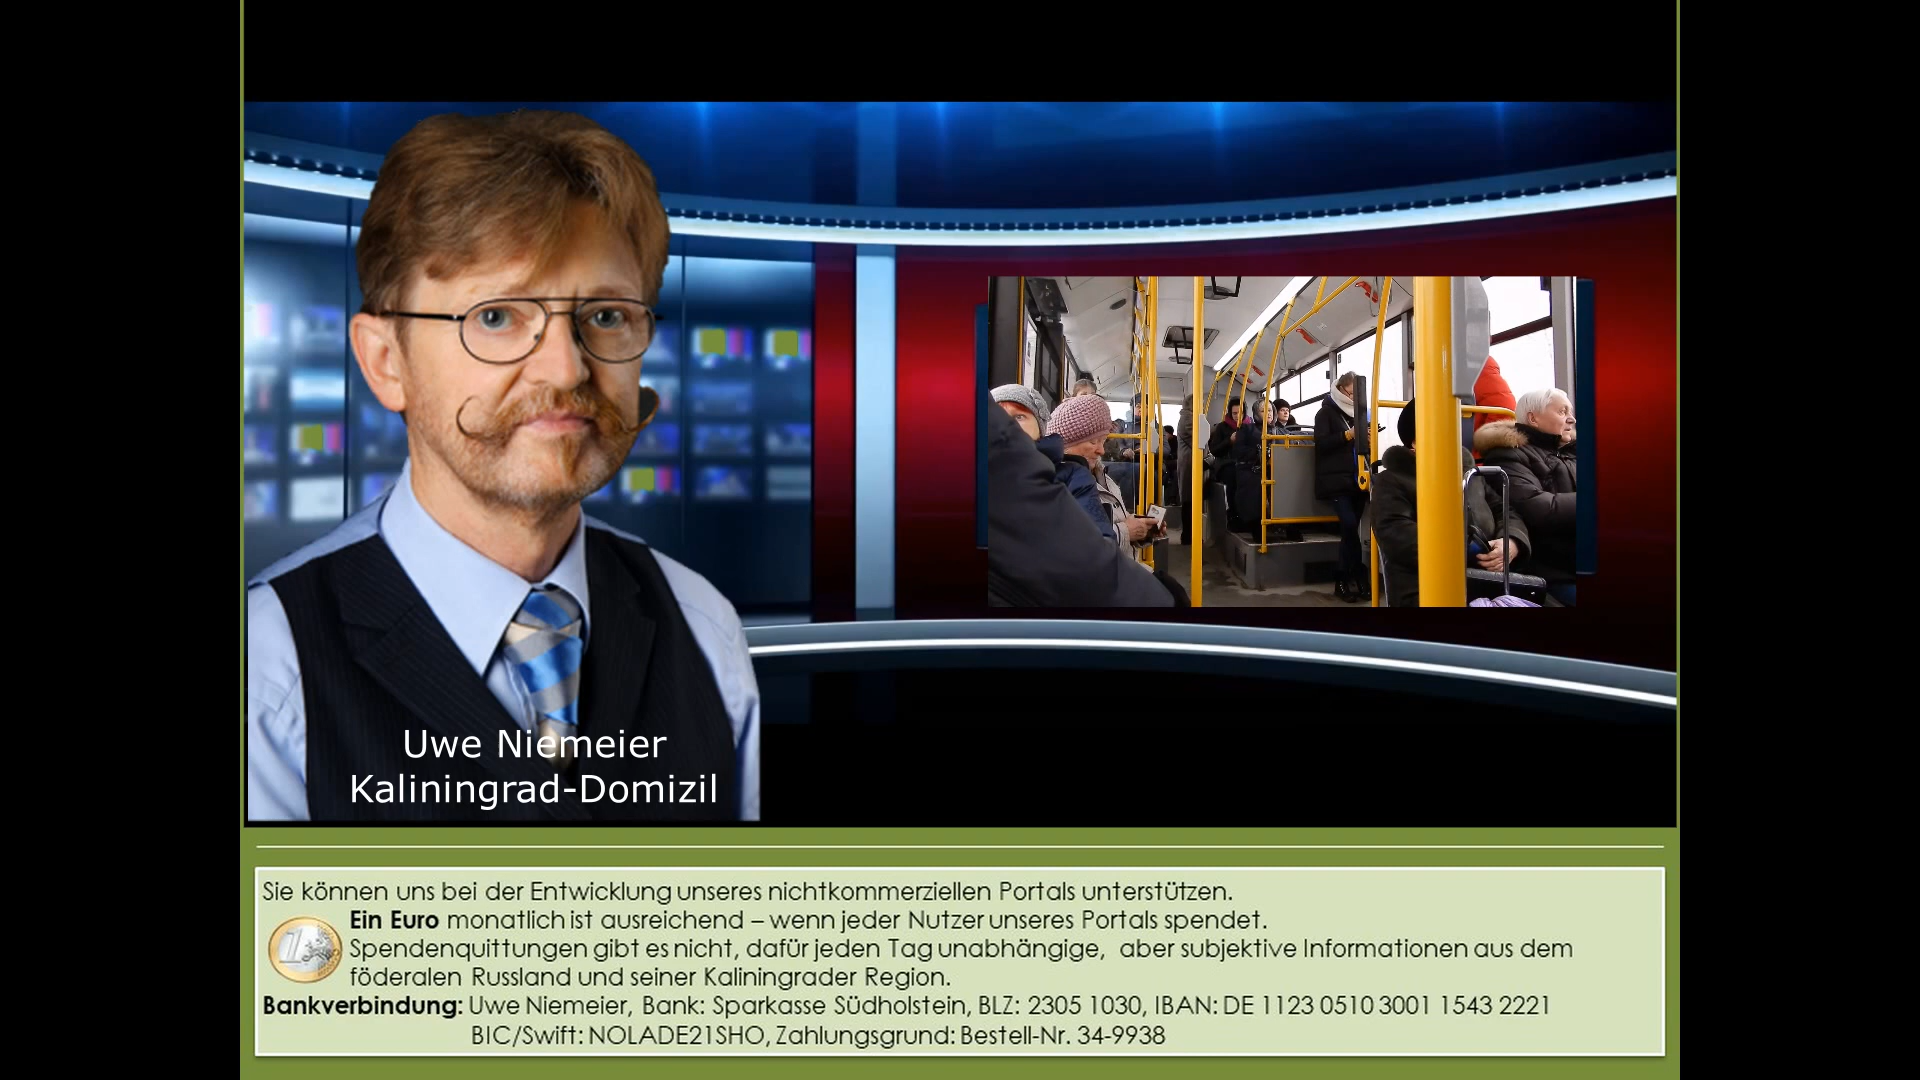 Uwe Niemeier
Kaliningrad-Domizil
Sie können uns bei der Entwicklung unseres nichtkommerziellen Portals unterstützen.
Ein Euro monatlich ist ausreichend – wenn jeder Nutzer unseres Portals spendet.
Spendenquittungen gibt es nicht, dafür jeden Tag unabhängige, aber subjektive Informationen aus dem
föderalen Russland und seiner Kaliningrader Region.
Bankverbindung: Uwe Niemeier, Bank: Sparkasse Südholstein, BLZ: 2305 1030, IBAN: DE 1123 0510 3001 1543 2221
BIC/Swift: NOLADE21SHO, Zahlungsgrund: Bestell-Nr. 34-9938